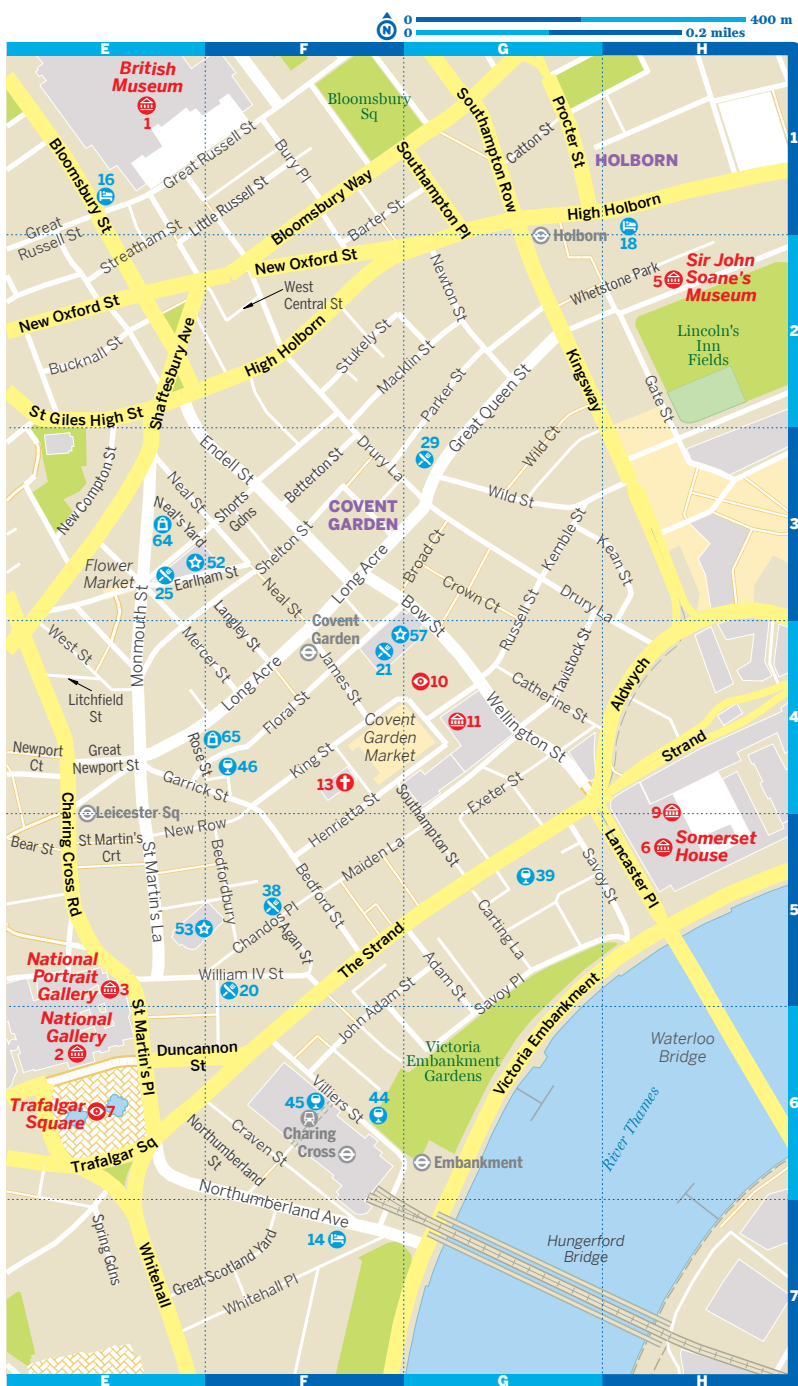 N
0 400 m
0 0.2 miles
E F G H
1
2
3
4
5
6
7
British
Museum
1
Bloomsbury
Sq
Southampton Row
Procter St
Catton St
HOLBORN
Bloomsbury St
16
Great Russell St
Bury Pl
Southampton Pl
Little Russell St
Bloomsbury Way
Barter St
High Holborn
18
Great
Russell St
Streatham St
Holborn
New Oxford St
Newton St
Whetstone Park
5
Sir John
Soane's
Museum
West
Central St
New Oxford St
Shaftesbury Ave
High Holborn
Stukely St
Macklin St
Lincoln's
Inn
Fields
Bucknall St
Kingsway
Parker St
Great Queen St
Gate St
St Giles High St
29
Endell St
Drury La
Wild Ct
New Compton St
Betterton St
Neal St
Shorts
Gdns
Neal's Yard
COVENT
GARDEN
Wild St
64
Shelton St
Broad Ct
Kemble St
Kean St
Flower
Market
52
25
Earlham St
Long Acre
Neal St
Crown Ct
Drury La
Monmouth St
Langley St
Covent
Garden
Bow St
57
Russell St
West St
Mercer St
21
James St
Tavistock St
Aldwych
Litchfield
St
Long Acre
10
Catherine St
Floral St
Covent
Garden
Market
11
Wellington St
Strand
Newport
Ct
Great
Newport St
Rose St
65
46
King St
13
Garrick St
Exeter St
Charing Cross Rd
Leicester Sq
Henrietta St
Southampton St
9
New Row
Bear St
St Martin's
Crt
St Martin's La
Bedfordbury
Maiden La
Lancaster Pl
6
Somerset
House
Bedford St
39
Savoy St
38
53
Chandos Pl
Agan St
Carting La
The Strand
National
Portrait
Gallery
3
William IV St
20
Adam St
Savoy Pl
John Adam St
National
Gallery
2
St Martin's Pl
Duncannon
St
Victoria
Embankment
Gardens
Victoria Embankment
Waterloo
Bridge
Villiers St
45
44
Trafalgar
Square
7
River Thames
Charing
Cross
Craven St
Northumberland
St
Embankment
Trafalgar Sq
Northumberland Ave
14
Hungerford
Bridge
Spring Gdns
Whitehall
Great Scotland Yard
Whitehall Pl